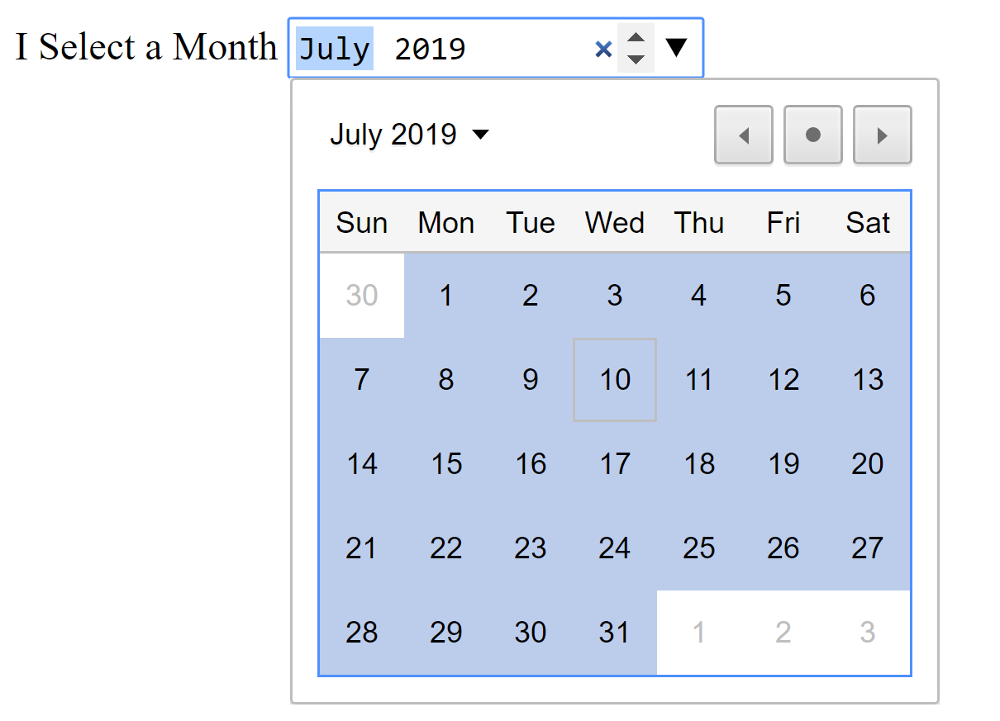 I Select a Month July 2019
July 2019
Sun Mon Tue Wed Thu Fri Sat
30 1 2 3 4 5 6
7 8 9 10 11 12 13
14 15 16 17 18 19 20
21 22 23 24 25 26 27
28 29 30 31 1 2 3